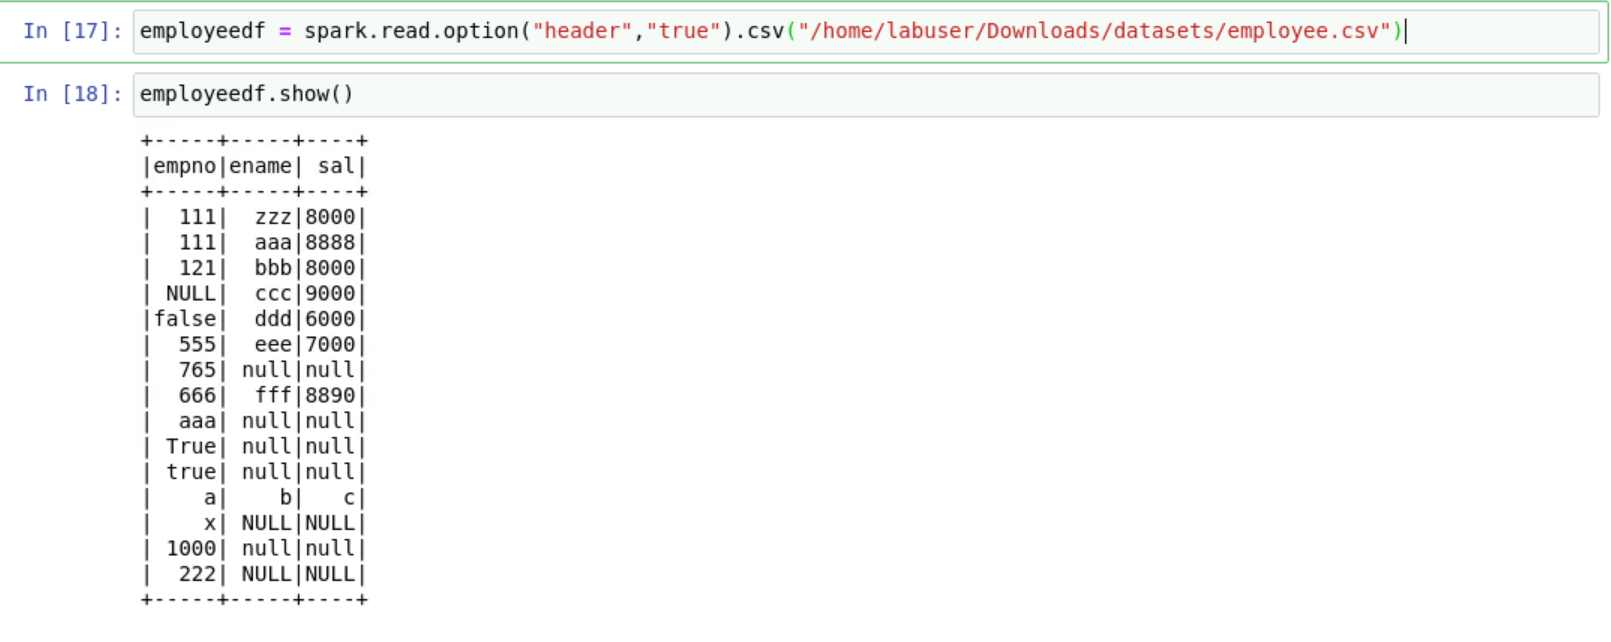 In [17]: employeedf = spark.read.option("header","true").csv("/home/labuser/Downloads/datasets/employee.csv")
In [18]: employeedf.show()
+-----+-----+----+
|empno|ename| sal|
+-----+-----+----+
|  111|  zzz|8000|
|  111|  aaa|8888|
|  121|  bbb|8000|
| NULL|  ccc|9000|
|false|  ddd|6000|
|  555|  eee|7000|
|  765| null|null|
|  666|  fff|8890|
|  aaa| null|null|
| True| null|null|
| true| null|null|
|    a|    b|   c|
|    x| NULL|NULL|
| 1000| null|null|
|  222| NULL|NULL|
+-----+-----+----+